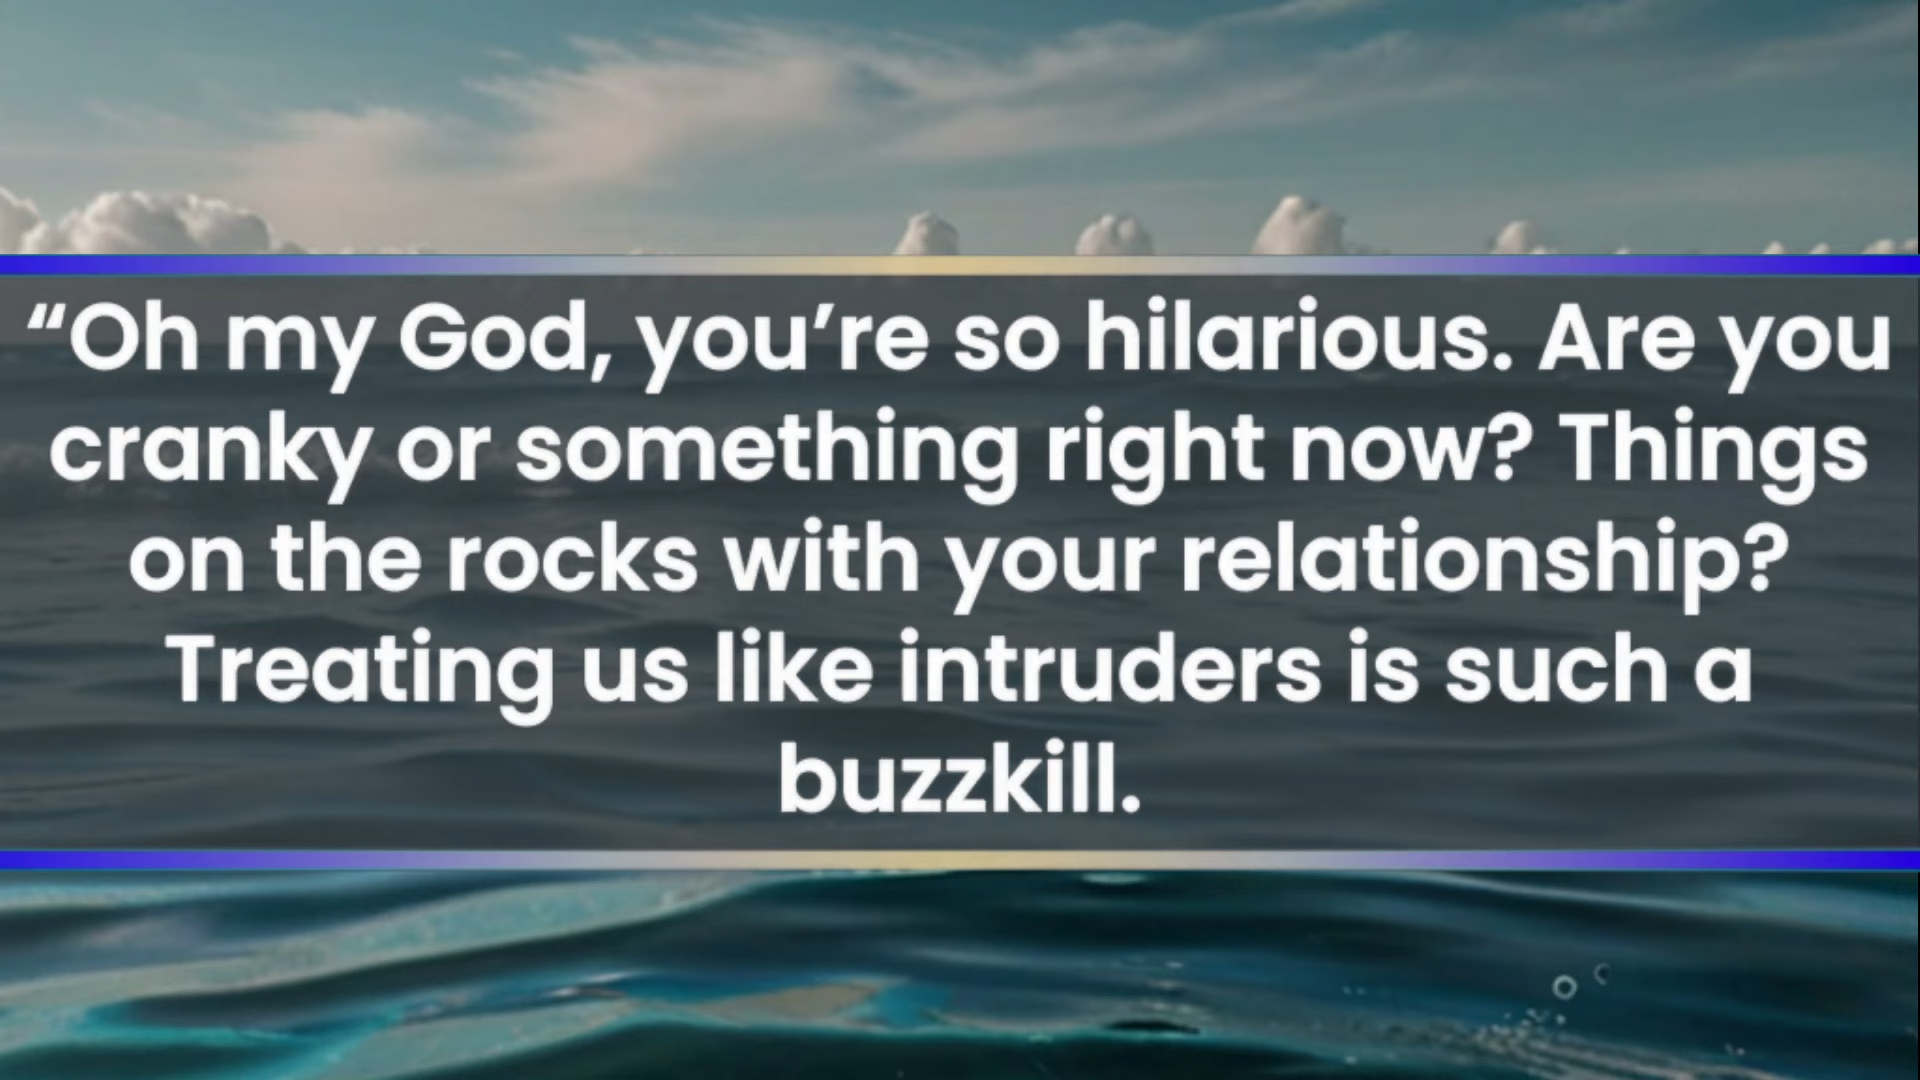 “Oh my God, you’re so hilarious. Are you
cranky or something right now? Things
on the rocks with your relationship?
Treating us like intruders is such a
buzzkill.